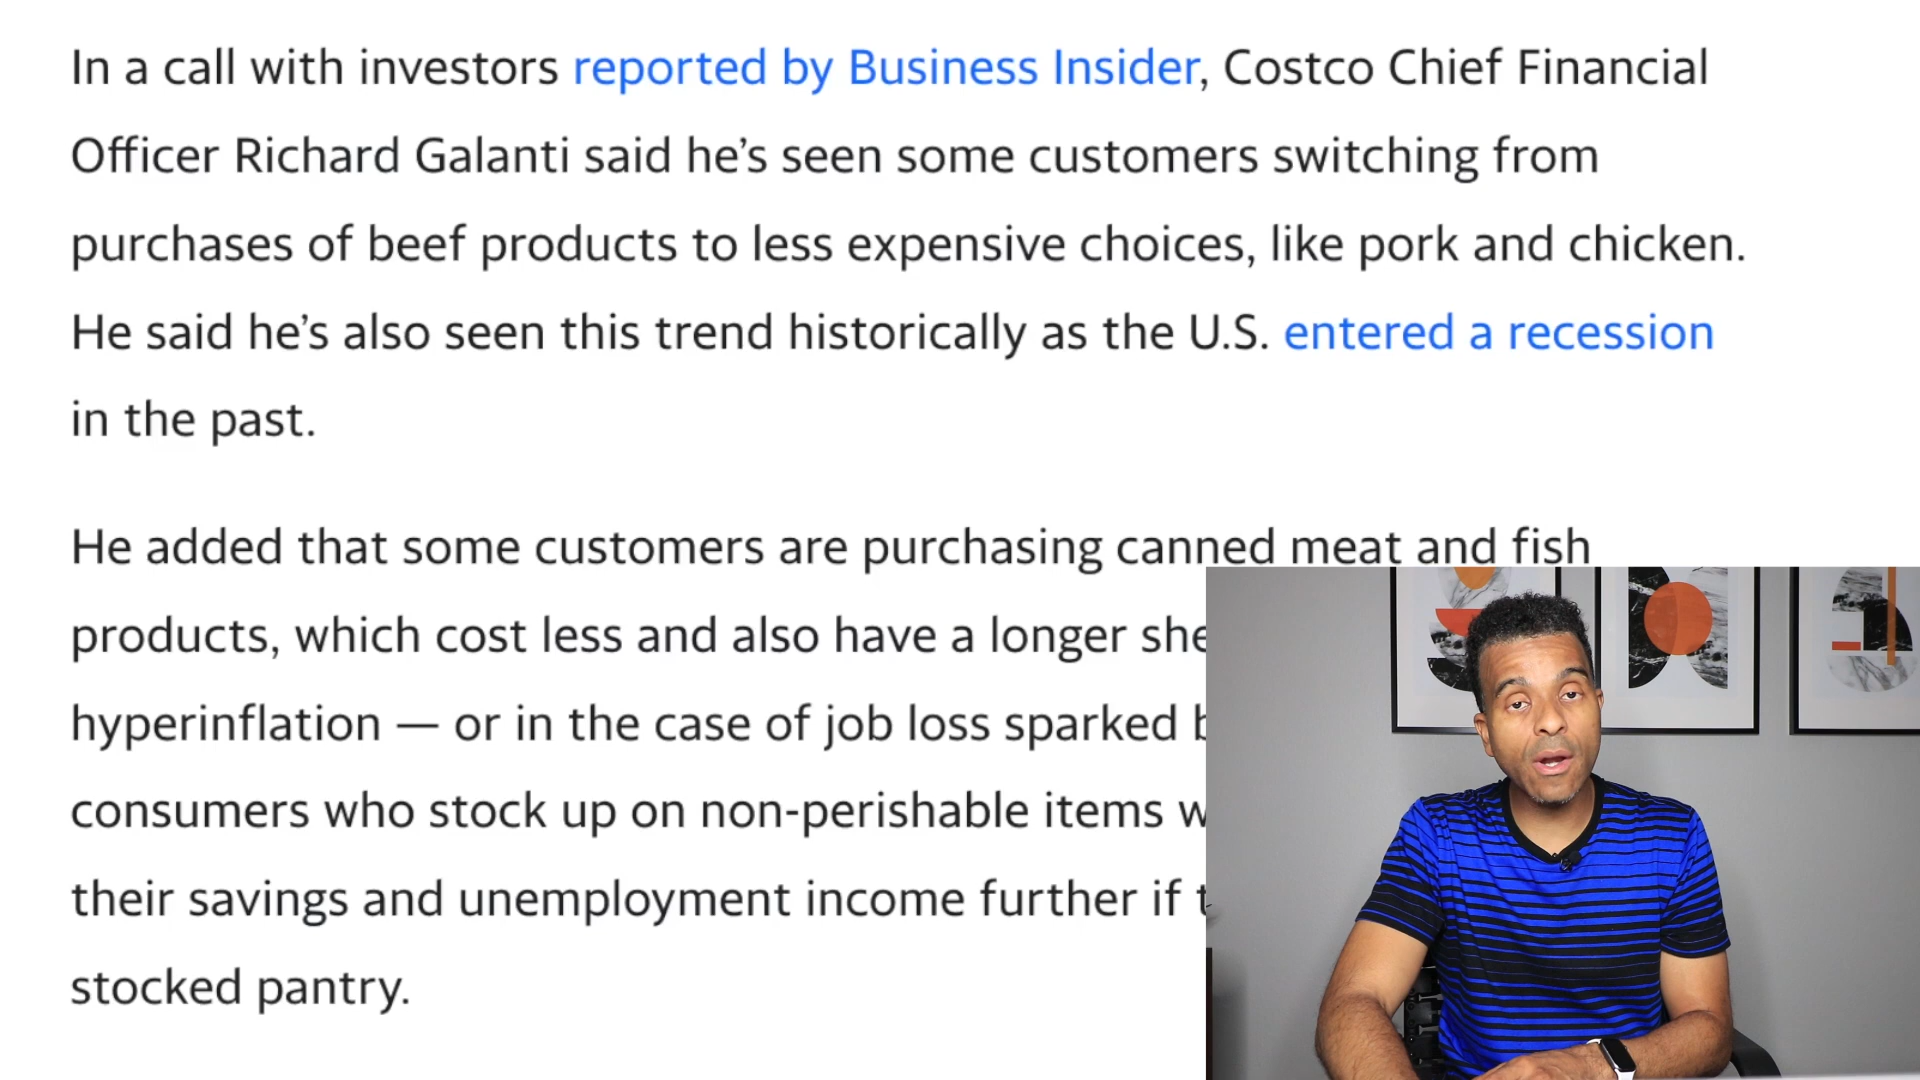 In a call with investors reported by Business Insider, Costco Chief Financial
Officer Richard Galanti said he’s seen some customers switching from
purchases of beef products to less expensive choices, like pork and chicken.
He said he’s also seen this trend historically as the U.S. entered a recession
in the past.
He added that some customers are purchasing canned meat and fish
products, which cost less and also have a longer
hyperinflation — or in the case of job loss sparked
consumers who stock up on non-perishable items
their savings and unemployment income further if
stocked pantry.